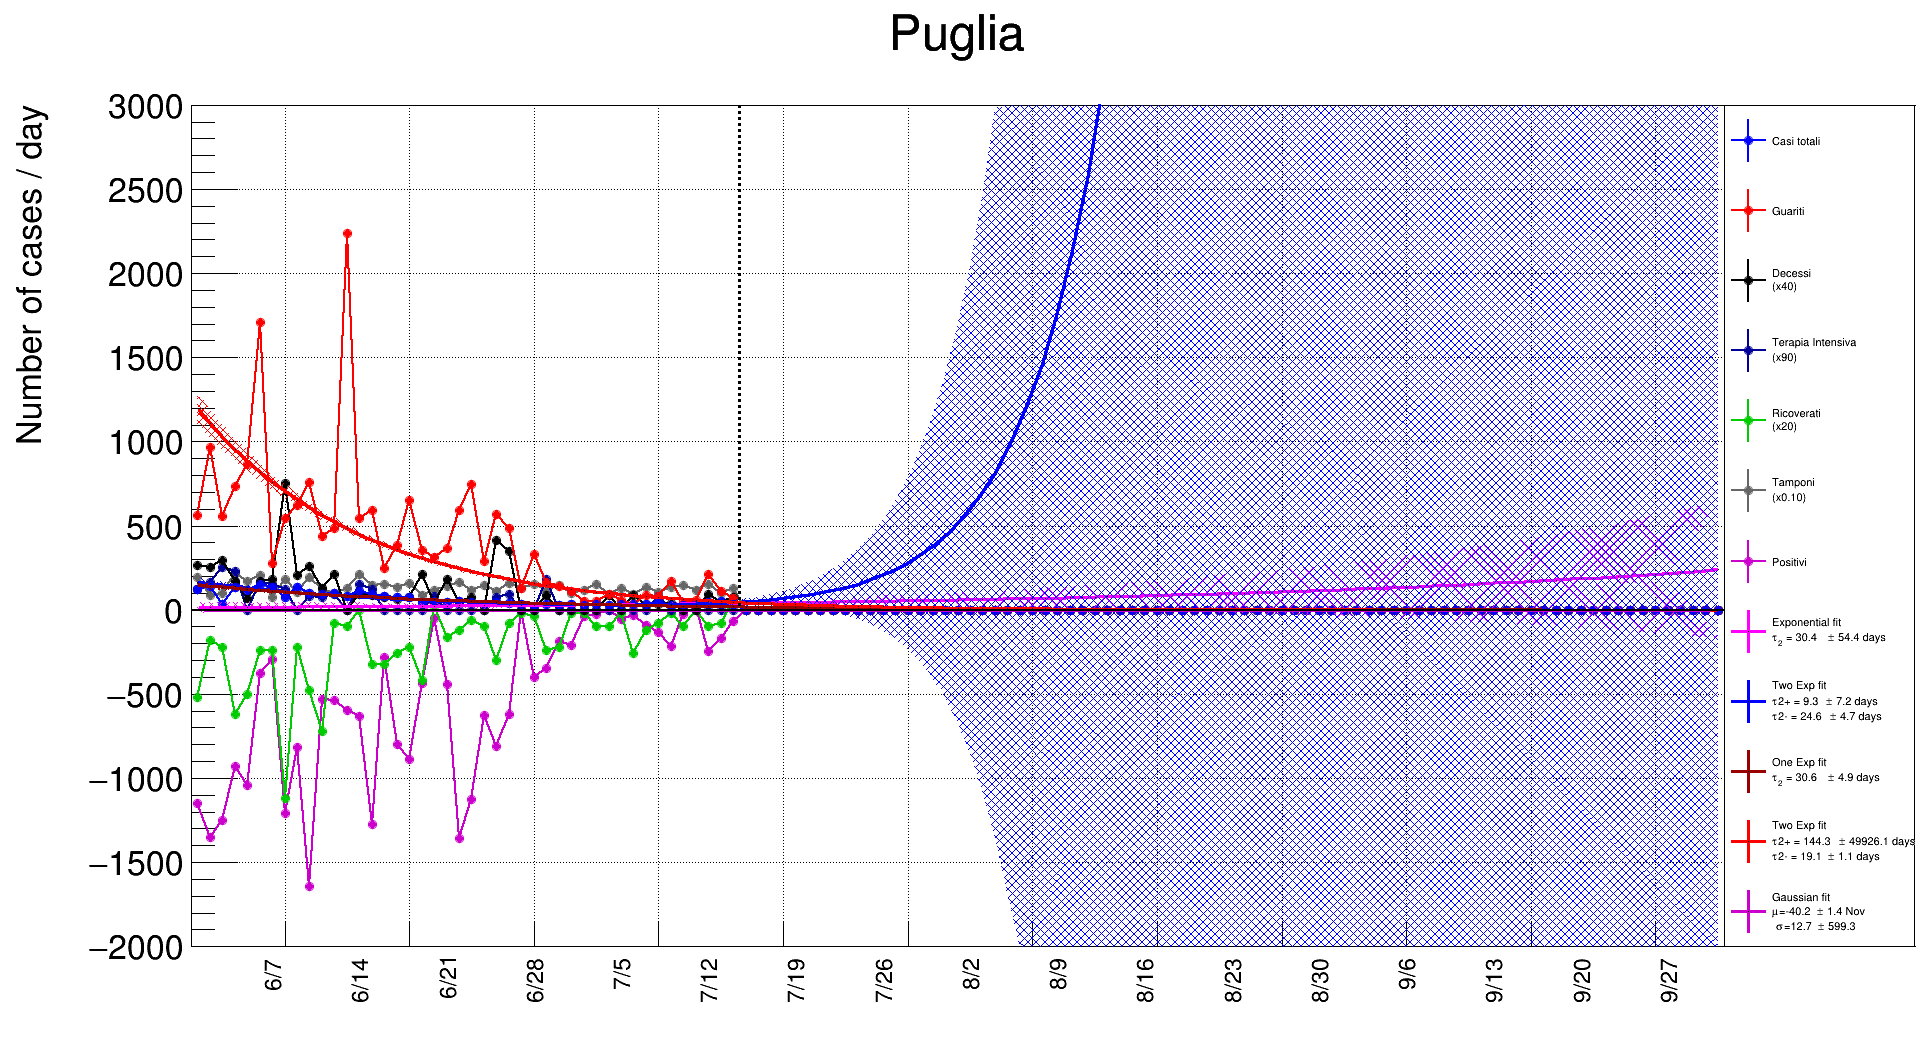 Puglia
Number of cases / day
3000
2500
2000
1500
1000
500
0
−500
−1000
−1500
−2000
6/7
6/14
6/21
6/28
7/5
7/12
7/19
7/26
8/2
8/9
8/16
8/23
8/30
9/6
9/13
9/20
9/27
Casi totali
Guariti
Decessi
(x40)
Terapia Intensiva
(x90)
Ricoverati
(x20)
Tamponi
(x0.10)
Positivi
Exponential fit
τ2 = 30.4 ± 54.4 days
Two Exp fit
τ2+ = 9.3 ± 7.2 days
τ2- = 24.6 ± 4.7 days
One Exp fit
τ2 = 30.6 ± 4.9 days
Two Exp fit
τ2+ = 144.3 ± 49926.1 days
τ2- = 19.1 ± 1.1 days
Gaussian fit
μ=-40.2 ± 1.4 Nov
σ=12.7 ± 599.3